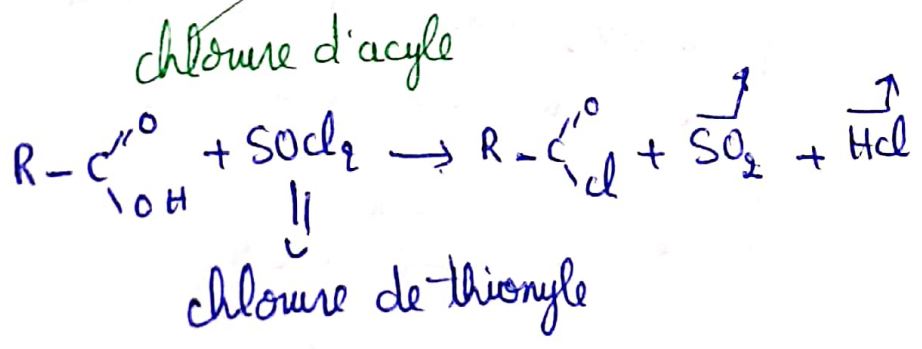 chlorure d'acyle
R-C(=O)OH + SOCl₂ → R-C(=O)Cl + SO₂↑ + HCl↑
chlorure de thionyle